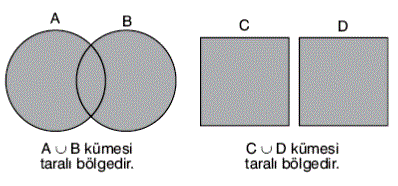 A B
C D
A ∪ B kümesi
taralı bölgedir.
C ∪ D kümesi
taralı bölgedir.